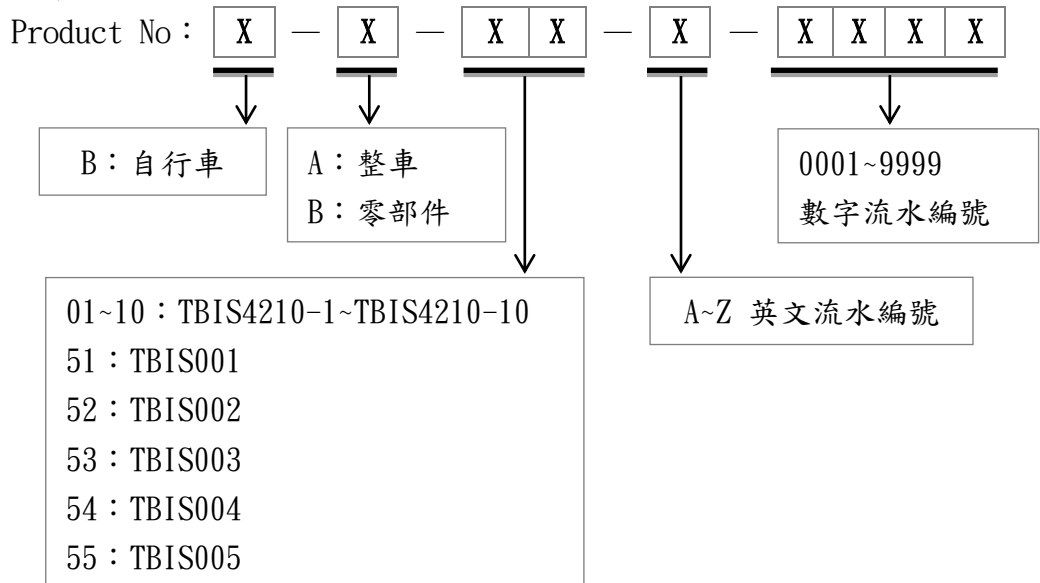 Product No： X － X － X X － X － X X X X
B：自行車
A：整車
B：零部件
0001~9999
數字流水編號
01~10：TBIS4210-1~TBIS4210-10
51：TBIS001
52：TBIS002
53：TBIS003
54：TBIS004
55：TBIS005
A~Z 英文流水編號